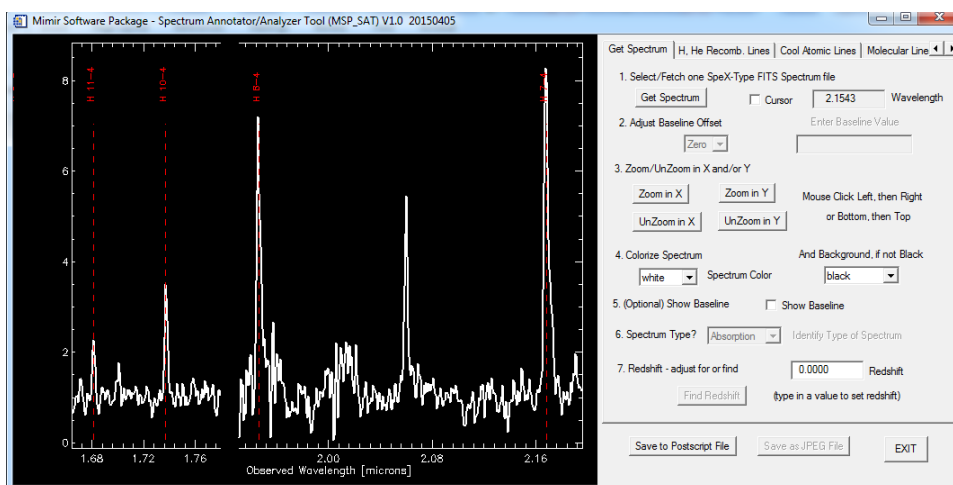 Mimir Software Package - Spectrum Annotator/Analyzer Tool (MSP_SAT) V1.0 20150405
8
6
4
2
0
H 11-4
H 10-4
H 8-4
H 7-4
1.68
1.72
1.76
2.00
2.08
2.16
Observed Wavelength [microns]
Get Spectrum
H, He Recomb. Lines
Cool Atomic Lines
Molecular Line
1. Select/Fetch one SpeX-Type FITS Spectrum file
Get Spectrum
Cursor
2.1543
Wavelength
2. Adjust Baseline Offset
Enter Baseline Value
Zero
3. Zoom/UnZoom in X and/or Y
Zoom in X
Zoom in Y
Mouse Click Left, then Right
UnZoom in X
UnZoom in Y
or Bottom, then Top
4. Colorize Spectrum
And Background, if not Black
white
Spectrum Color
black
5. (Optional) Show Baseline
Show Baseline
6. Spectrum Type?
Absorption
Identify Type of Spectrum
7. Redshift - adjust for or find
0.0000
Redshift
Find Redshift
(type in a value to set redshift)
Save to Postscript File
Save as JPEG File
EXIT